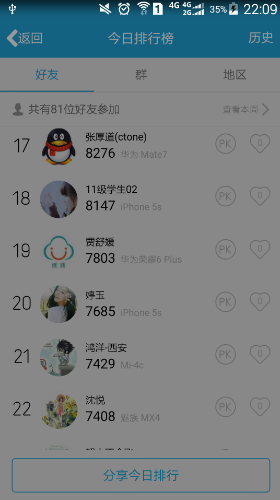 4G 4G 2G 35% 22:09
返回 今日排行榜 历史
好友 群 地区
共有81位好友参加 查看本周
17 张厚道(ctone) PK 0
8276 华为 Mate7
18 11级学生02 PK 0
8147 iPhone 5s
19 贾舒媛 PK 0
7803 华为荣耀6 Plus
20 婷玉 PK 0
7685 iPhone 5s
21 鸿洋-西安 PK 0
7429 Mi-4c
22 沈悦 PK 0
7408 魅族 MX4
分享今日排行